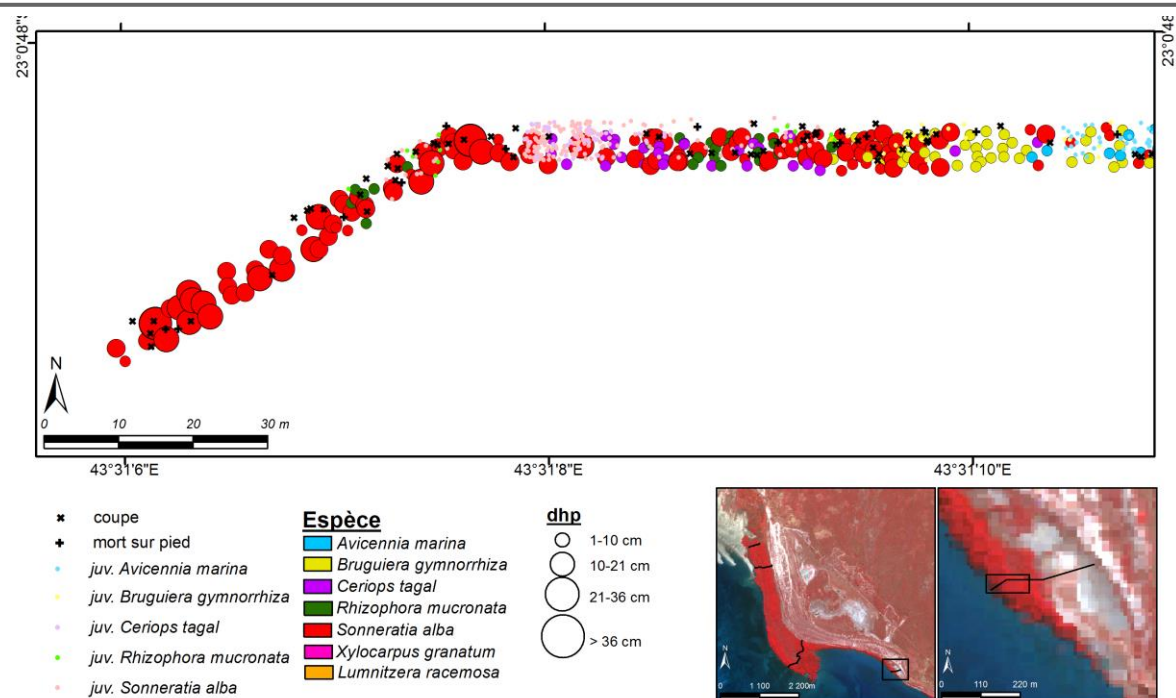 23°0'48"S
23°0'48
N
0 10 20 30 m
43°31'6"E 43°31'8"E 43°31'10"E
coupe
mort sur pied
juv. Avicennia marina
juv. Bruguiera gymnorrhiza
juv. Ceriops tagal
juv. Rhizophora mucronata
juv. Sonneratia alba
Espèce
Avicennia marina
Bruguiera gymnorrhiza
Ceriops tagal
Rhizophora mucronata
Sonneratia alba
Xylocarpus granatum
Lumnitzera racemosa
dhp
1-10 cm
10-21 cm
21-36 cm
> 36 cm
N
0 1 100 2 200m
N
0 110 220 m